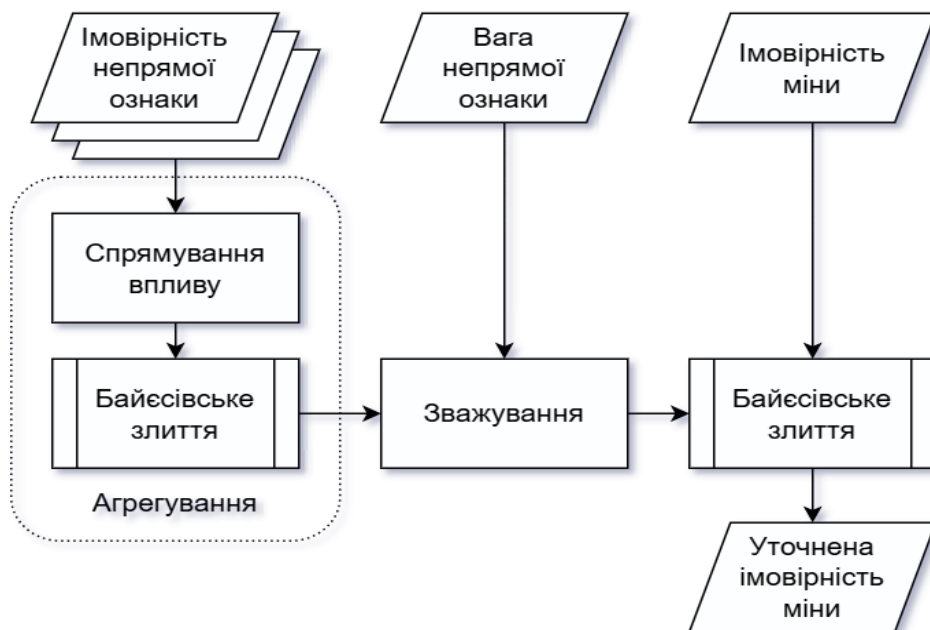 Імовірність
непрямої
ознаки
Вага
непрямої
ознаки
Імовірність
міни
Спрямування
впливу
Байєсівське
злиття
Агрегування
Зважування
Байєсівське
злиття
Уточнена
імовірність
міни